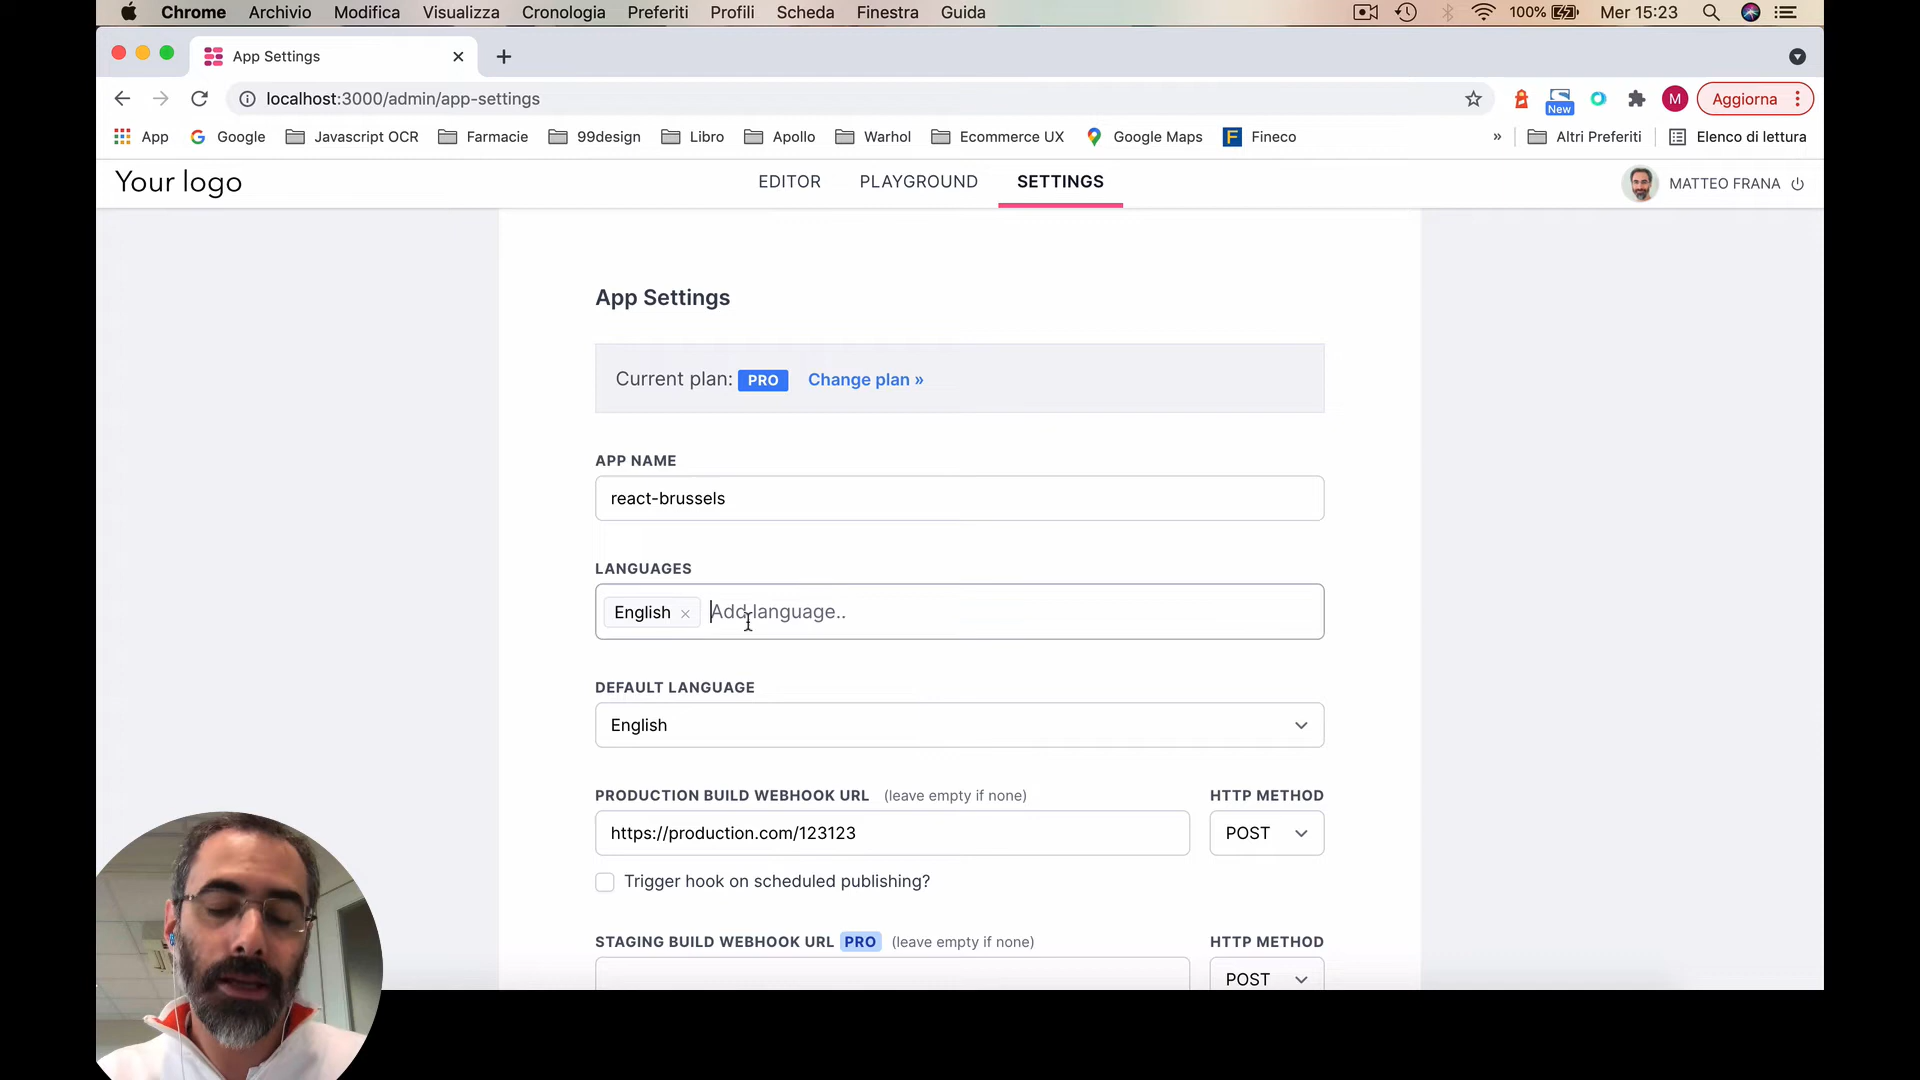 Chrome Archivio Modifica Visualizza Cronologia Preferiti Profili Scheda Finestra Guida 100% Mer 15:23
App Settings
localhost:3000/admin/app-settings New M Aggiorna
App Google Javascript OCR Farmacie 99design Libro Apollo Warhol Ecommerce UX Google Maps F Fineco » Altri Preferiti Elenco di lettura
Your logo EDITOR PLAYGROUND SETTINGS MATTEO FRANA
App Settings
Current plan: PRO Change plan »
APP NAME
react-brussels
LANGUAGES
English × Add language..
DEFAULT LANGUAGE
English
PRODUCTION BUILD WEBHOOK URL (leave empty if none) HTTP METHOD
https://production.com/123123 POST
Trigger hook on scheduled publishing?
STAGING BUILD WEBHOOK URL PRO (leave empty if none) HTTP METHOD
POST